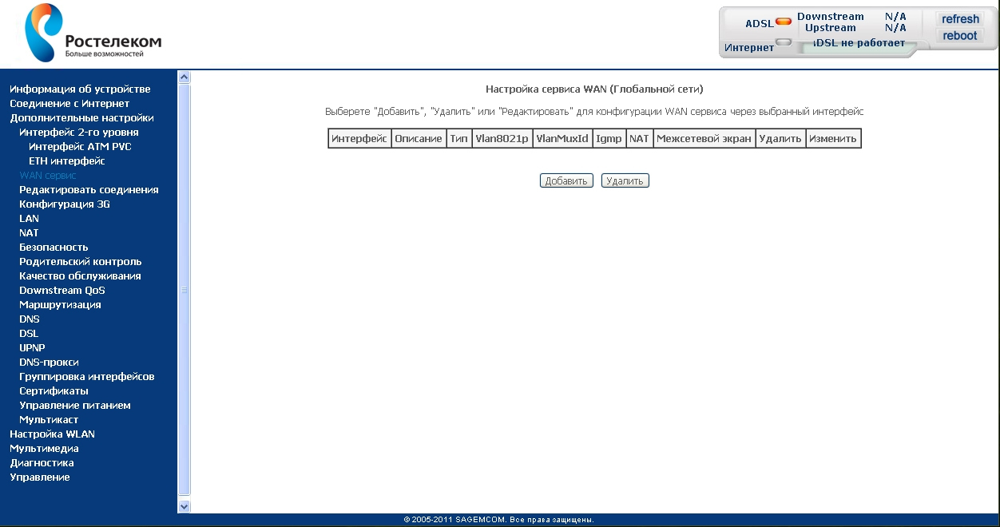 Ростелеком
Больше возможностей
ADSL Downstream N/A
Upstream N/A
Интернет DSL не работает
refresh
reboot
Информация об устройстве
Соединение с Интернет
Дополнительные настройки
Интерфейс 2-го уровня
Интерфейс ATM PVC
ETH интерфейс
WAN сервис
Редактировать соединения
Конфигурация 3G
LAN
NAT
Безопасность
Родительский контроль
Качество обслуживания
Downstream QoS
Маршрутизация
DNS
DSL
UPNP
DNS-прокси
Группировка интерфейсов
Сертификаты
Управление питанием
Мультикаст
Настройка WLAN
Мультимедиа
Диагностика
Управление
Настройка сервиса WAN (Глобальной сети)
Выберете "Добавить", "Удалить" или "Редактировать" для конфигурации WAN сервиса через выбранный интерфейс
Интерфейс Описание Тип Vlan8021p VlanMuxId Igmp NAT Межсетевой экран Удалить Изменить
Добавить Удалить
© 2005-2011 SAGEMCOM. Все права защищены.